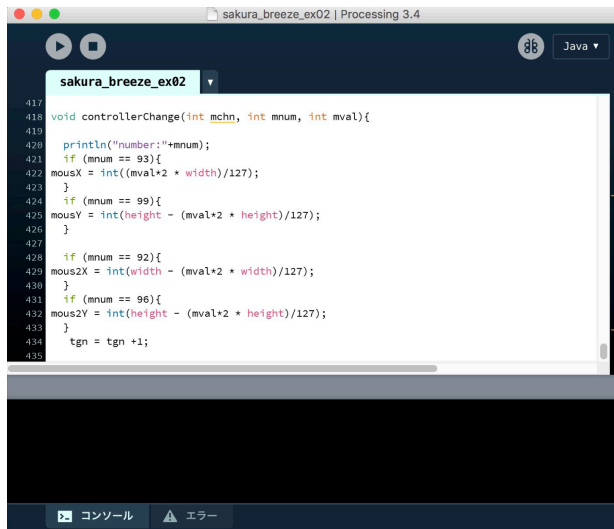 sakura_breeze_ex02 | Processing 3.4
Java ▼
sakura_breeze_ex02 ▼
417
418 void controllerChange(int mchn, int mnum, int mval){
419
420   println("number:"+mnum);
421   if (mnum == 93){
422 mousX = int((mval*2 * width)/127);
423   }
424   if (mnum == 99){
425 mousY = int(height - (mval*2 * height)/127);
426   }
427
428   if (mnum == 92){
429 mous2X = int(width - (mval*2 * width)/127);
430   }
431   if (mnum == 96){
432 mous2Y = int(height - (mval*2 * height)/127);
433   }
434    tgn = tgn +1;
435
コンソール エラー